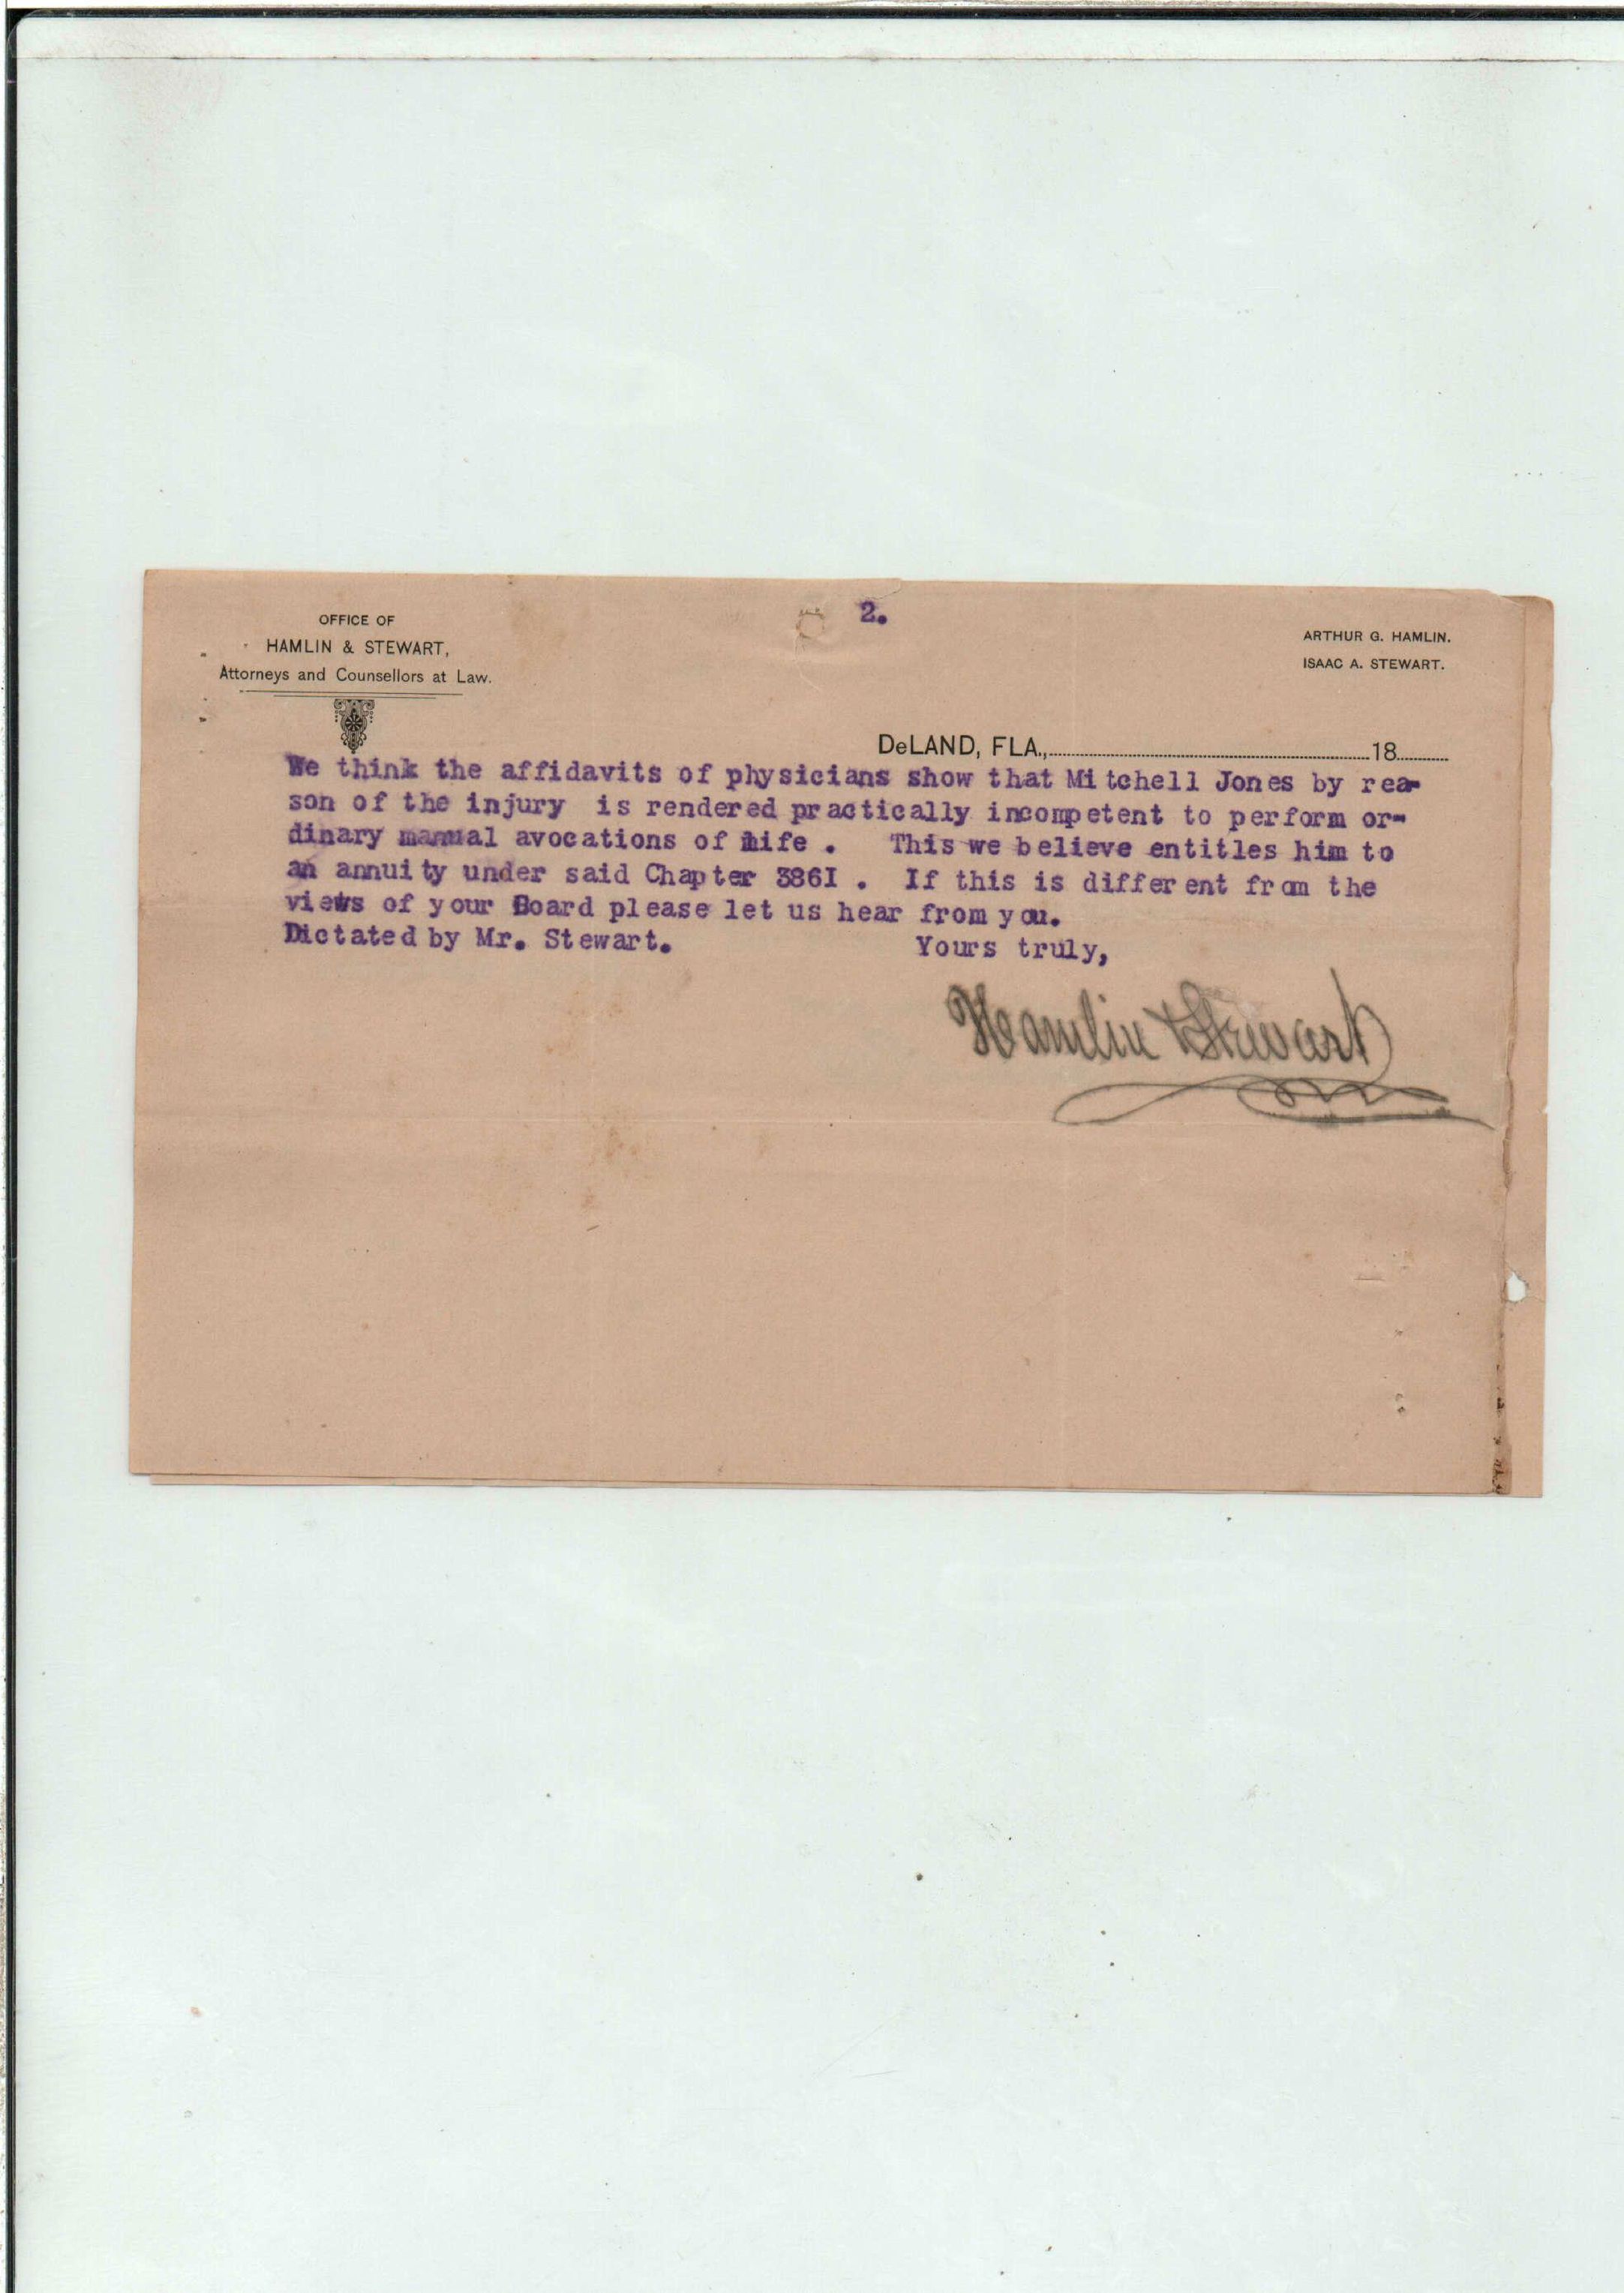 2.
OFFICE OF
HAMLIN & STEWART,
Attorneys and Counsellors at Law.
ARTHUR G. HAMLIN.
ISAAC A. STEWART.
DeLAND, FLA., 18
We think the affidavits of physicians show that Mitchell Jones by rea-
son of the injury is rendered practically incompetent to perform or-
dinary manual avocations of life . This we believe entitles him to
an annuity under said Chapter 386I . If this is different from the
views of your Board please let us hear from you.
Dictated by Mr. Stewart. Yours truly,
Hamlin & Stewart